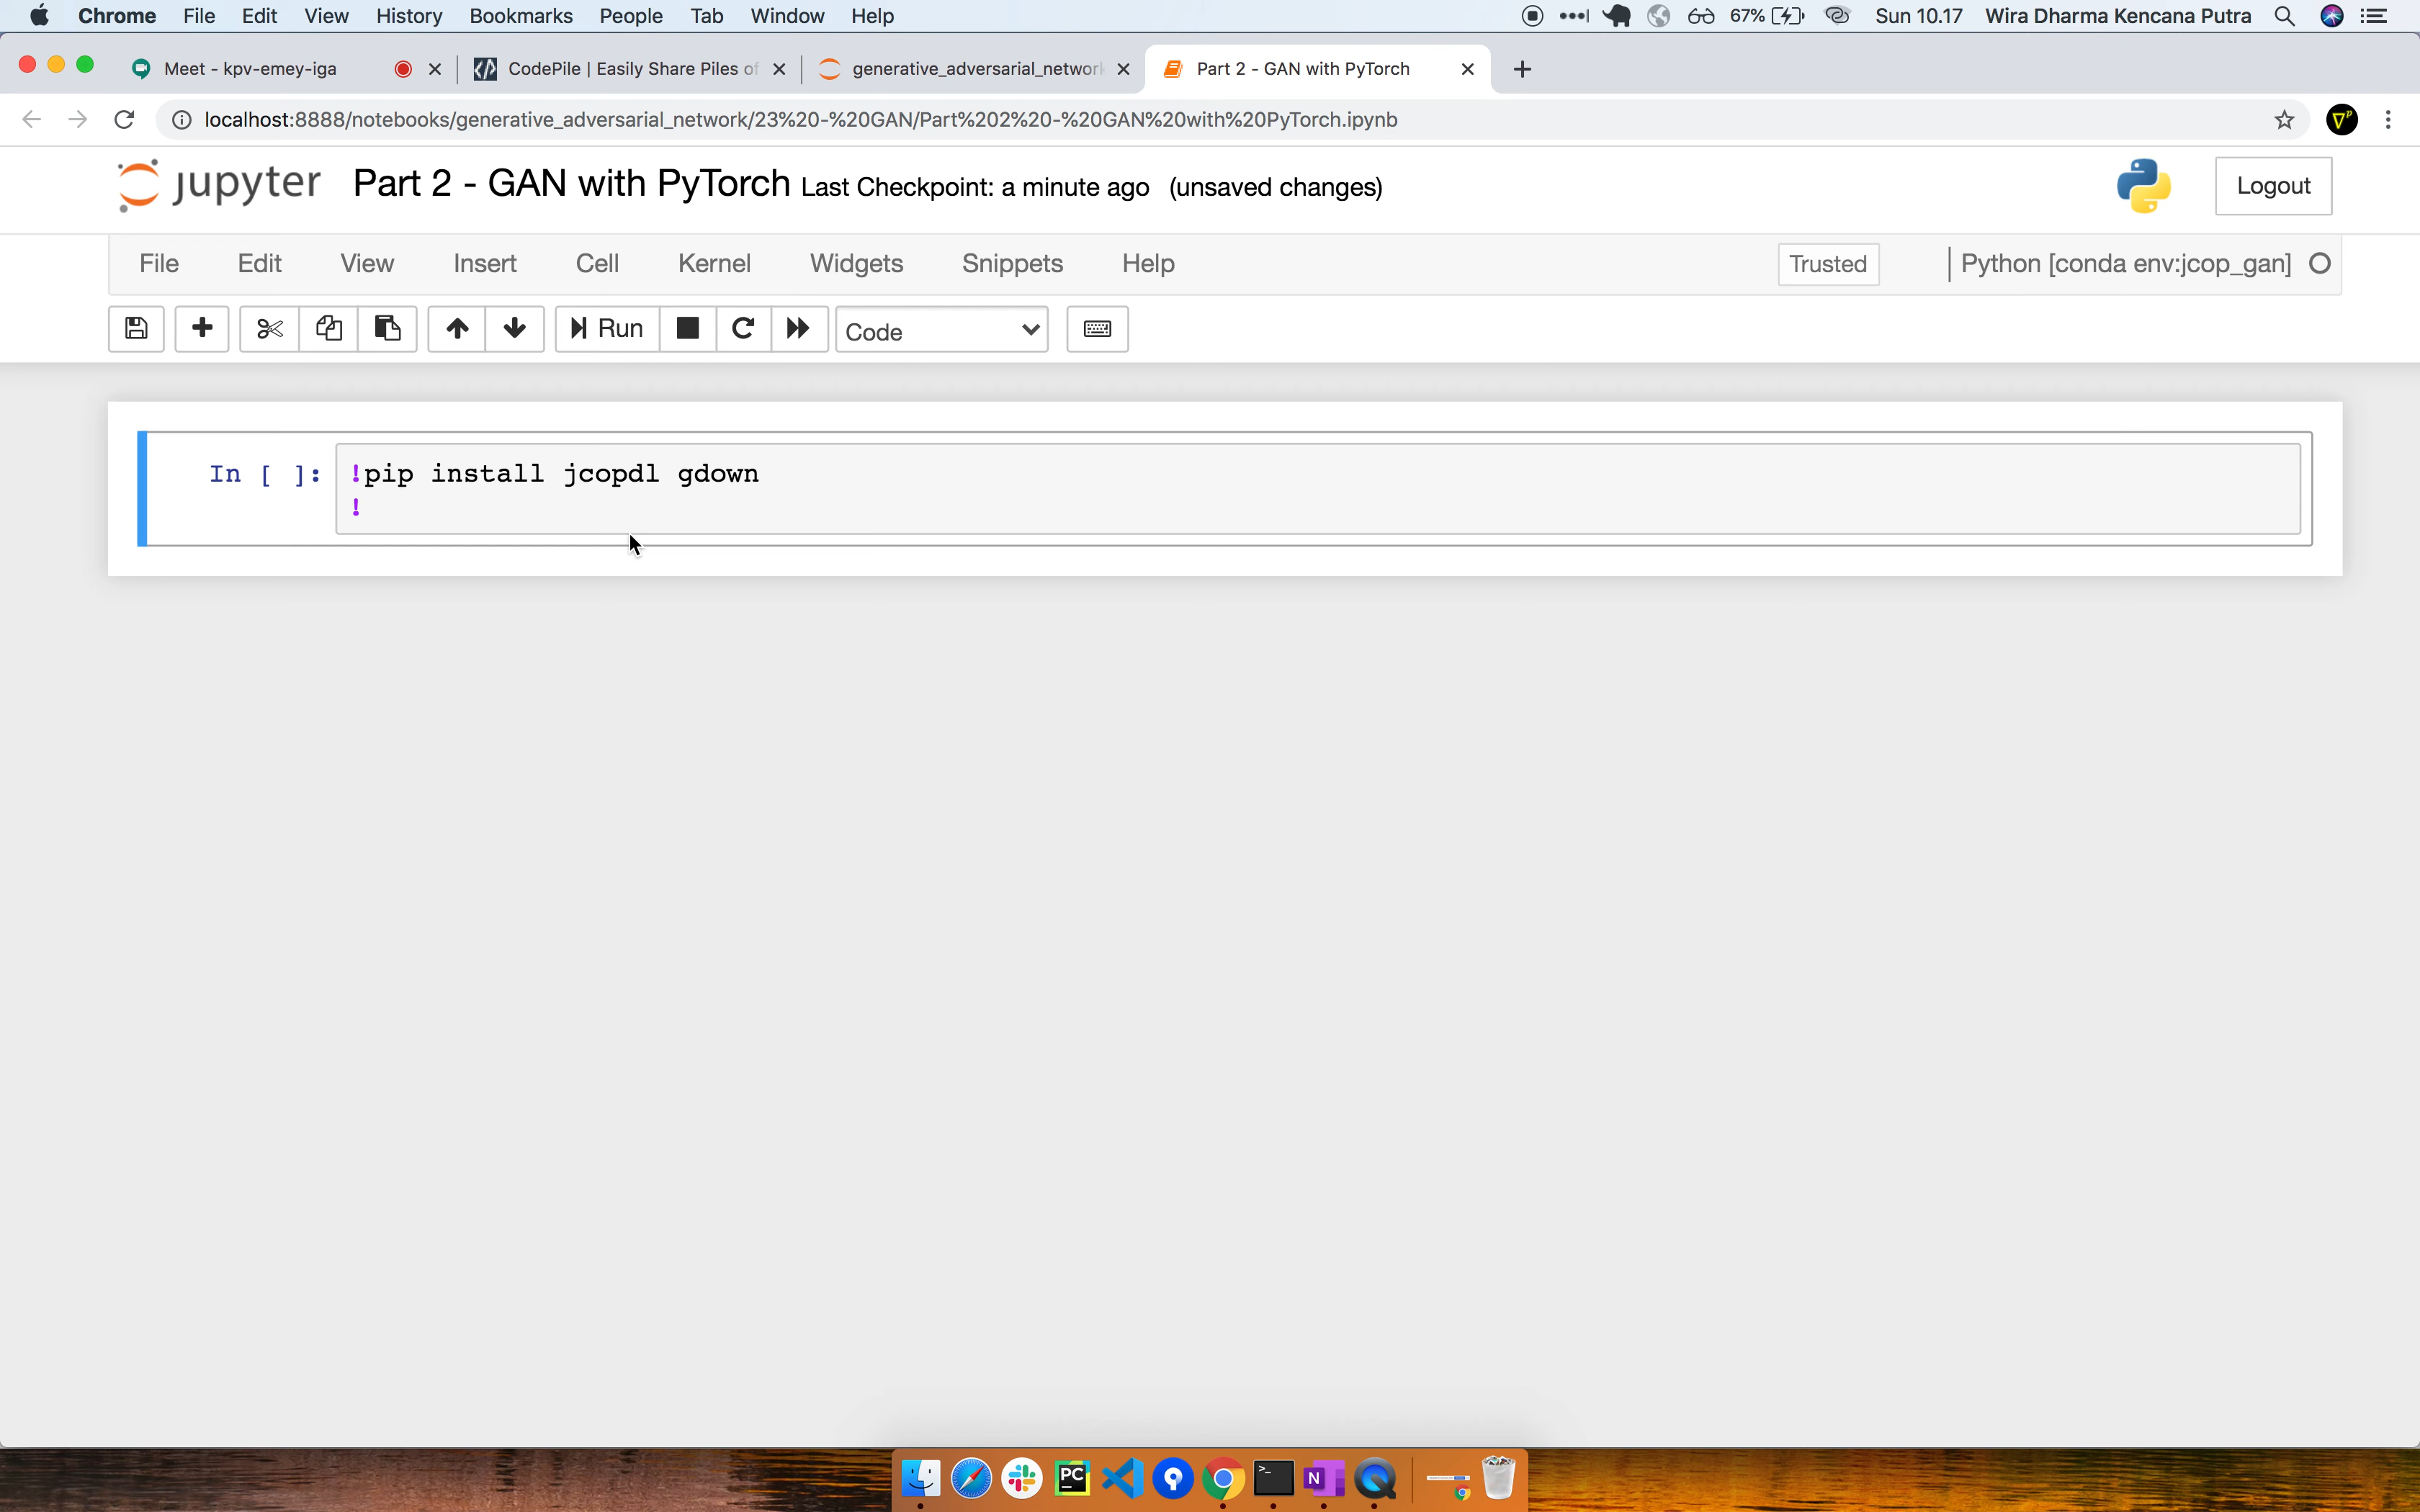 Chrome File Edit View History Bookmarks People Tab Window Help 67% Sun 10.17 Wira Dharma Kencana Putra
Meet - kpv-emey-iga CodePile | Easily Share Piles of generative_adversarial_network Part 2 - GAN with PyTorch
localhost:8888/notebooks/generative_adversarial_network/23%20-%20GAN/Part%202%20-%20GAN%20with%20PyTorch.ipynb
jupyter Part 2 - GAN with PyTorch Last Checkpoint: a minute ago (unsaved changes) Logout
File Edit View Insert Cell Kernel Widgets Snippets Help Trusted Python [conda env:jcop_gan]
Run Code
In [ ]: !pip install jcopdl gdown
!
PC >_ N